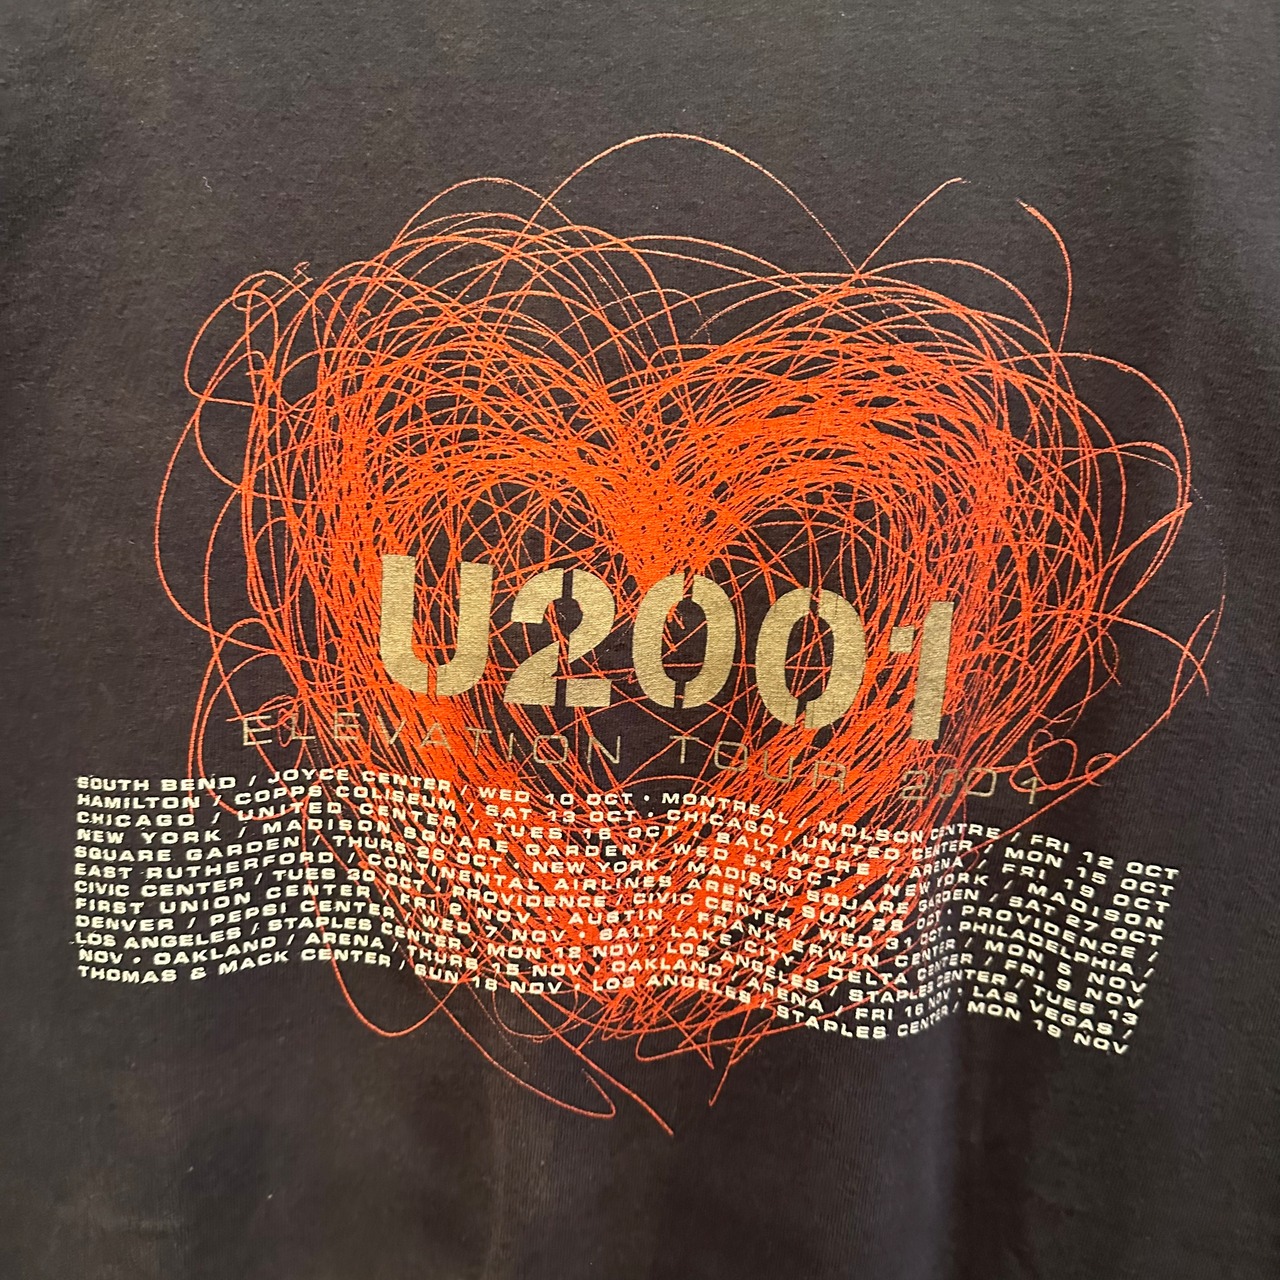 U2001
ELEVATION TOUR 2001
SOUTH BEND / JOYCE CENTER / WED 10 OCT • MONTREAL / MOLSON CENTRE / FRI 12 OCT
HAMILTON / COPPS COLISEUM / SAT 13 OCT • CHICAGO / UNITED CENTER / MON 15 OCT
CHICAGO / UNITED CENTER / TUES 16 OCT • BALTIMORE / ARENA / FRI 19 OCT
NEW YORK / MADISON SQUARE GARDEN / WED 24 OCT • NEW YORK / MADISON
SQUARE GARDEN / THURS 25 OCT • NEW YORK / MADISON SQUARE GARDEN / SAT 27 OCT
EAST RUTHERFORD / CONTINENTAL AIRLINES ARENA / SUN 28 OCT • PROVIDENCE /
CIVIC CENTER / TUES 30 OCT / PROVIDENCE / CIVIC CENTER / WED 31 OCT • PHILADELPHIA /
FIRST UNION CENTER / FRI 2 NOV • AUSTIN / FRANK ERWIN CENTER / MON 5 NOV
DENVER / PEPSI CENTER / WED 7 NOV • SALT LAKE CITY / DELTA CENTER / FRI 9 NOV
LOS ANGELES / STAPLES CENTER / MON 12 NOV • LOS ANGELES / STAPLES CENTER / TUES 13
NOV • OAKLAND / ARENA / THURS 15 NOV • OAKLAND / ARENA / FRI 16 NOV • LAS VEGAS /
THOMAS & MACK CENTER / SUN 18 NOV • LOS ANGELES / STAPLES CENTER / MON 19 NOV